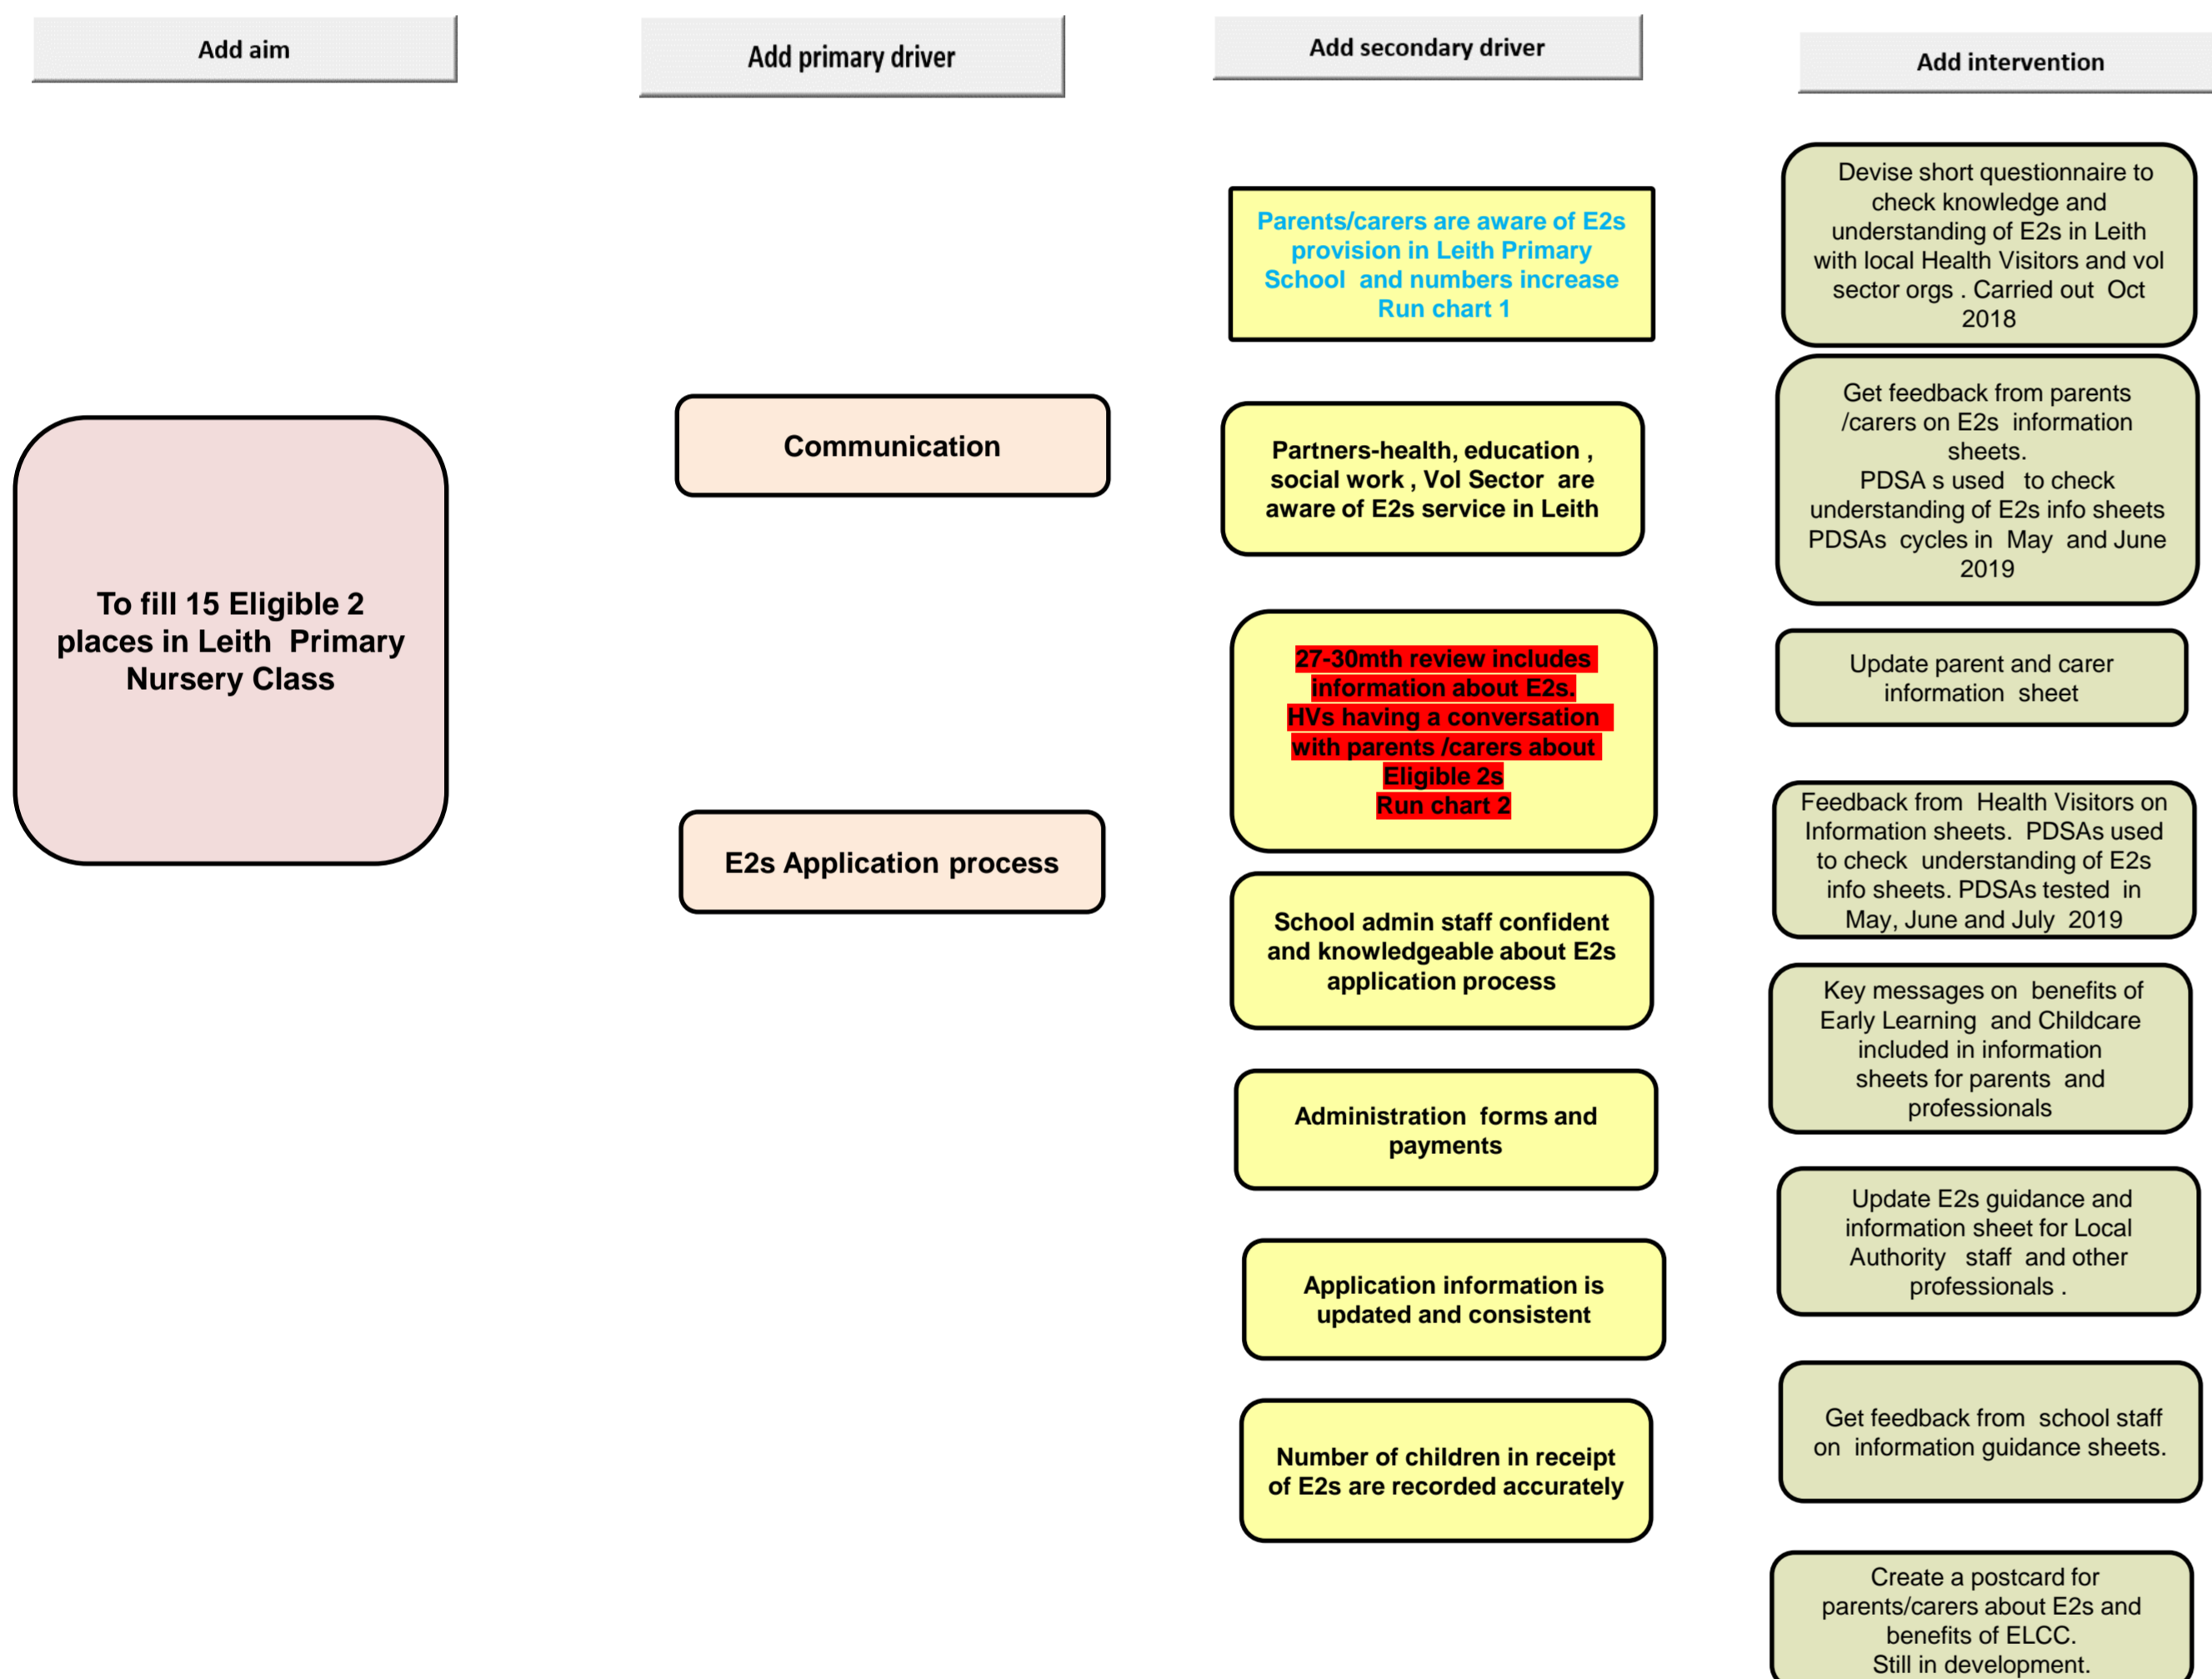 Add aim
Add primary driver
Add secondary driver
Add intervention
To fill 15 Eligible 2
places in Leith Primary
Nursery Class
Communication
E2s Application process
Parents/carers are aware of E2s
provision in Leith Primary
School and numbers increase
Run chart 1
Partners-health, education ,
social work , Vol Sector are
aware of E2s service in Leith
27-30mth review includes
information about E2s.
HVs having a conversation
with parents /carers about
Eligible 2s
Run chart 2
School admin staff confident
and knowledgeable about E2s
application process
Administration forms and
payments
Application information is
updated and consistent
Number of children in receipt
of E2s are recorded accurately
Devise short questionnaire to
check knowledge and
understanding of E2s in Leith
with local Health Visitors and vol
sector orgs . Carried out Oct
2018
Get feedback from parents
/carers on E2s information
sheets.
PDSA s used to check
understanding of E2s info sheets
PDSAs cycles in May and June
2019
Update parent and carer
information sheet
Feedback from Health Visitors on
Information sheets. PDSAs used
to check understanding of E2s
info sheets. PDSAs tested in
May, June and July 2019
Key messages on benefits of
Early Learning and Childcare
included in information
sheets for parents and
professionals
Update E2s guidance and
information sheet for Local
Authority staff and other
professionals .
Get feedback from school staff
on information guidance sheets.
Create a postcard for
parents/carers about E2s and
benefits of ELCC.
Still in development.